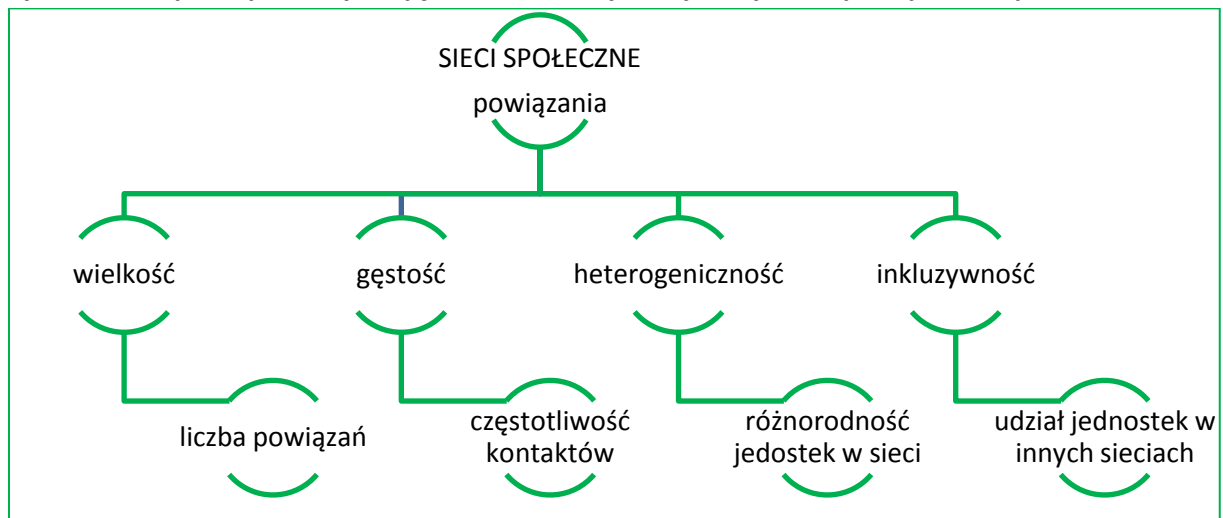 SIECI SPOŁECZNE
powiązania
wielkość
gęstość
heterogeniczność
inkluzywność
liczba powiązań
częstotliwość
kontaktów
różnorodność
jedostek w sieci
udział jednostek w
innych sieciach